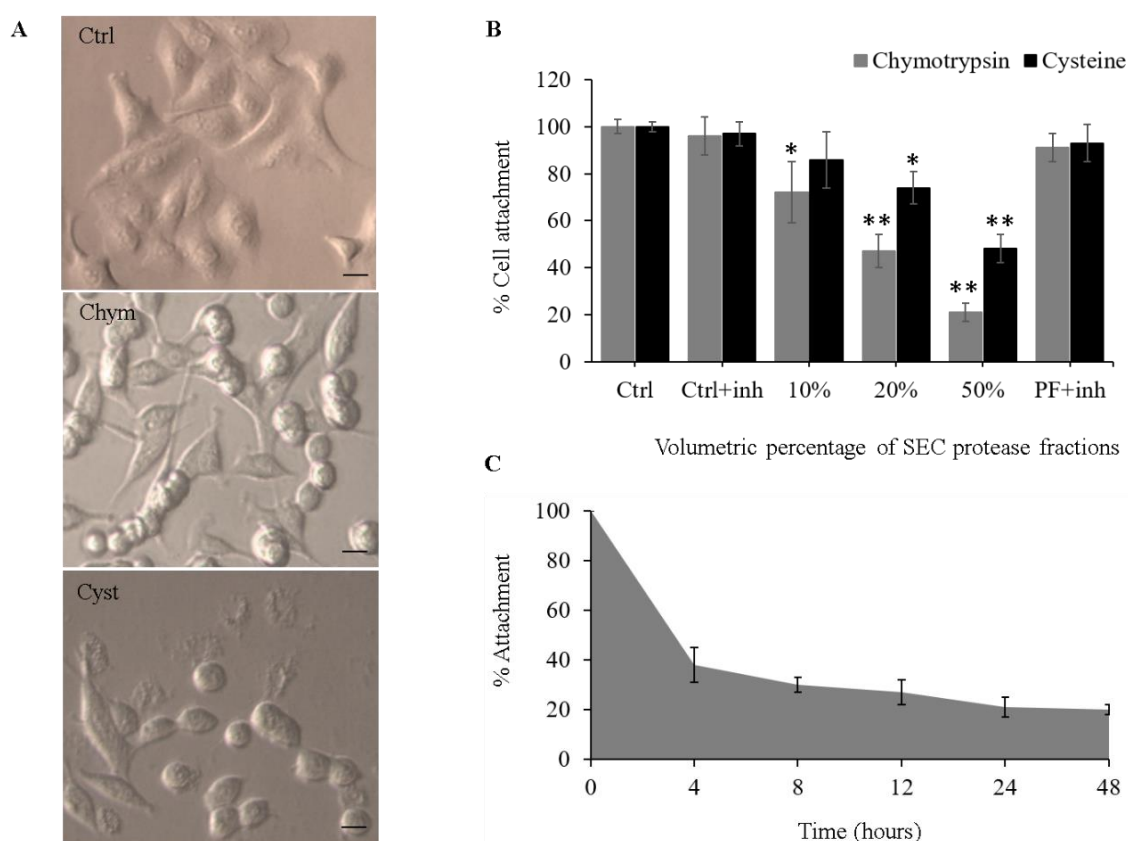 A
Ctrl
Chym
Cyst
B
Chymotrypsin Cysteine
% Cell attachment
120
100
80
60
40
20
0
* ** * ** **
Ctrl Ctrl+inh 10% 20% 50% PF+inh
Volumetric percentage of SEC protease fractions
C
% Attachment
100
80
60
40
20
0
0 4 8 12 24 48
Time (hours)